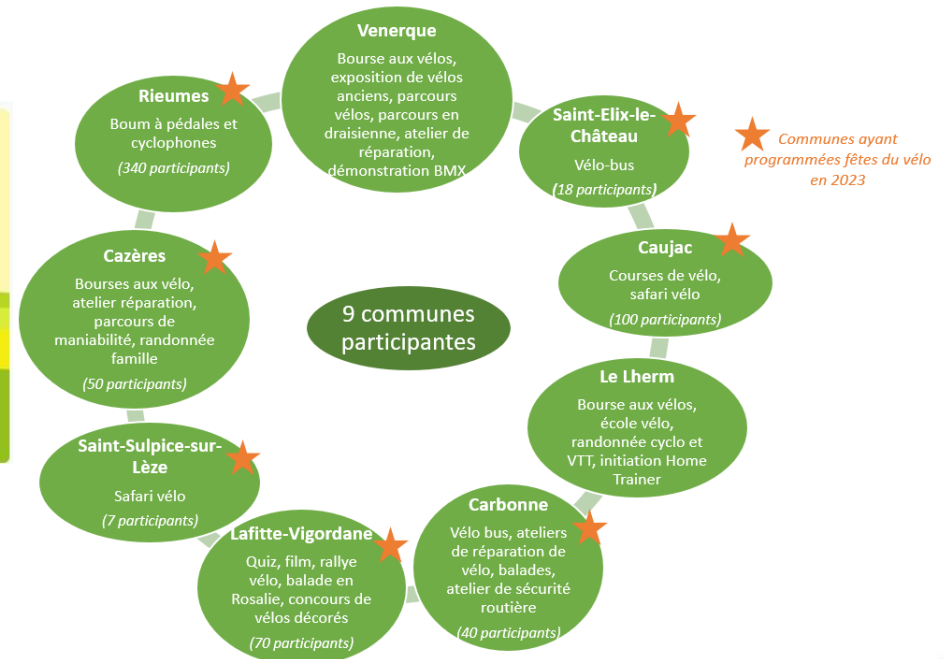 Venerque
Bourse aux vélos,
exposition de vélos
anciens, parcours
vélos, parcours en
draisienne, atelier de
réparation,
démonstration BMX
Saint-Elix-le-
Château
Vélo-bus
(18 participants)
Communes ayant
programmées fêtes du vélo
en 2023
Caujac
Courses de vélo,
safari vélo
(100 participants)
Le Lherm
Bourse aux vélos,
école vélo,
randonnée cyclo et
VTT, initiation Home
Trainer
Carbonne
Vélo bus, ateliers
de réparation de
vélo, balades,
atelier de sécurité
routière
(40 participants)
Lafitte-Vigordane
Quiz, film, rallye
vélo, balade en
Rosalie, concours de
vélos décorés
(70 participants)
Saint-Sulpice-sur-
Lèze
Safari vélo
(7 participants)
Cazères
Bourses aux vélo,
atelier réparation,
parcours de
maniabilité, randonnée
famille
(50 participants)
Rieumes
Boum à pédales et
cyclophones
(340 participants)
9 communes
participantes